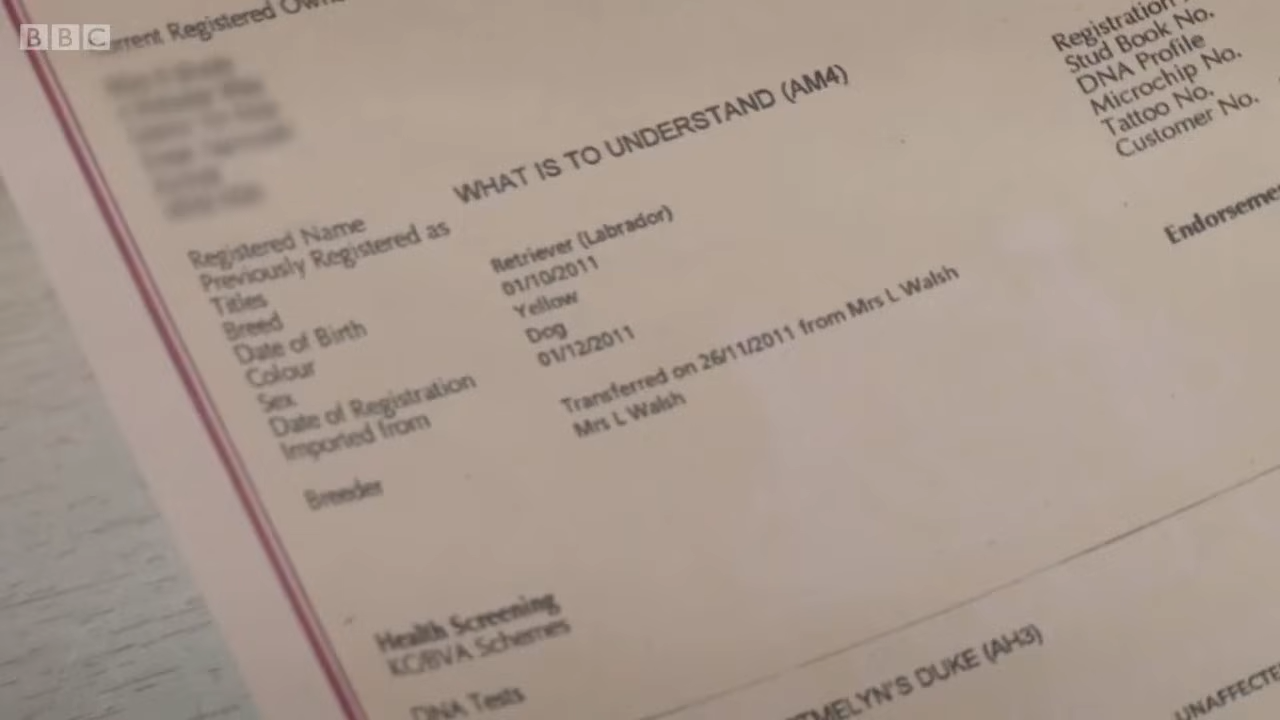 BBC
Current Registered
Registration
Stud Book No.
DNA Profile
Microchip No.
Tattoo No.
Customer No.
WHAT IS TO UNDERSTAND (AM4)
Registered Name
Previously Registered as
Titles
Breed
Date of Birth
Colour
Sex
Date of Registration
Imported from
Breeder
Retriever (Labrador)
01/10/2011
Yellow
Dog
01/12/2011
Transferred on 26/11/2011 from Mrs L Walsh
Mrs L Walsh
Endorseme
Health Screening
KC/BVA Schemes
DNA Tests
TMELYN'S DUKE (AH3)
UNAFFECTE